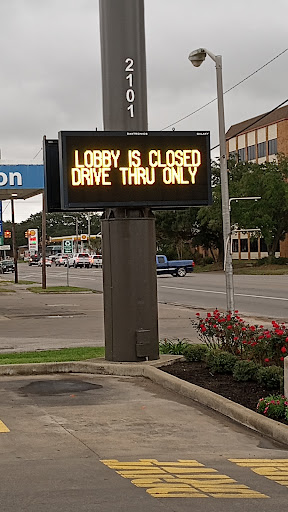 2101
LOBBY IS CLOSED
DRIVE THRU ONLY
on